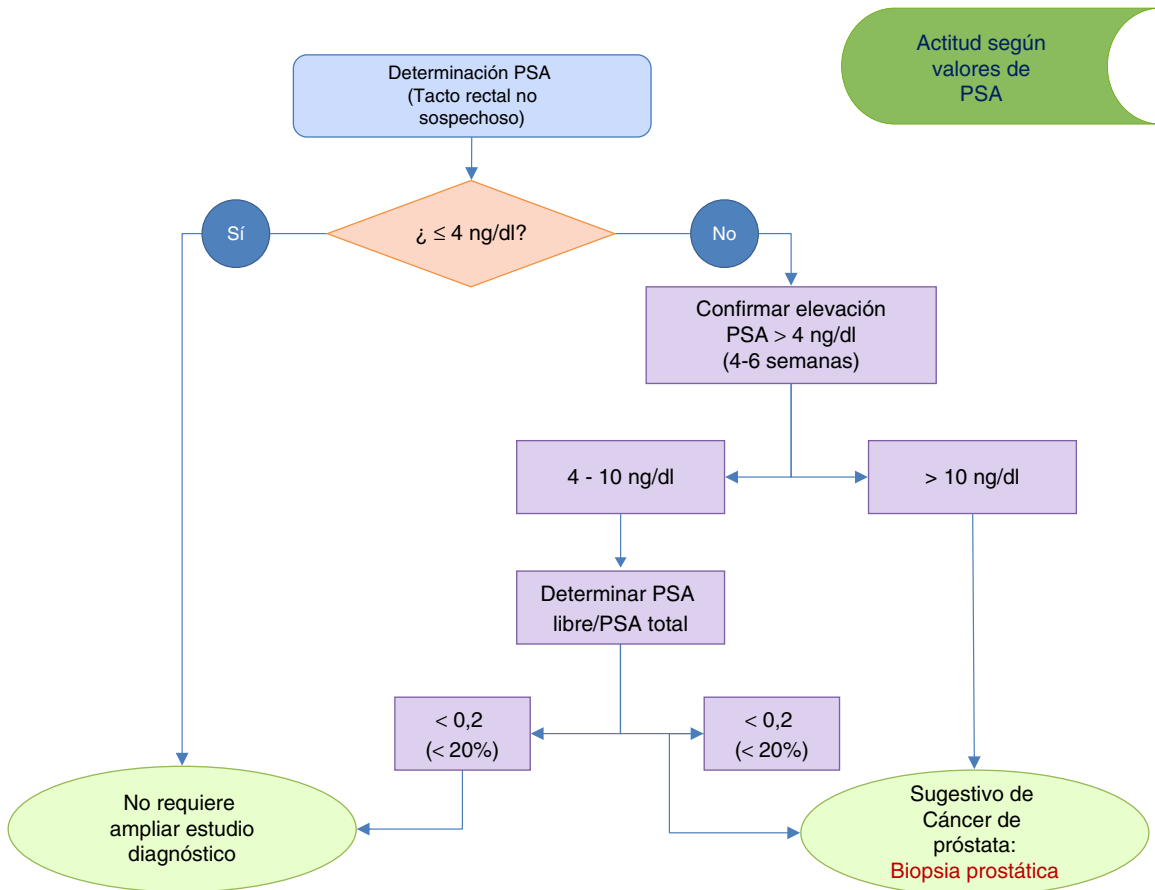 Actitud según
valores de
PSA
Determinación PSA
(Tacto rectal no
sospechoso)
¿ ≤ 4 ng/dl?
Sí
No
Confirmar elevación
PSA > 4 ng/dl
(4-6 semanas)
4 - 10 ng/dl
> 10 ng/dl
Determinar PSA
libre/PSA total
< 0,2
(< 20%)
< 0,2
(< 20%)
No requiere
ampliar estudio
diagnóstico
Sugestivo de
Cáncer de
próstata:
Biopsia prostática